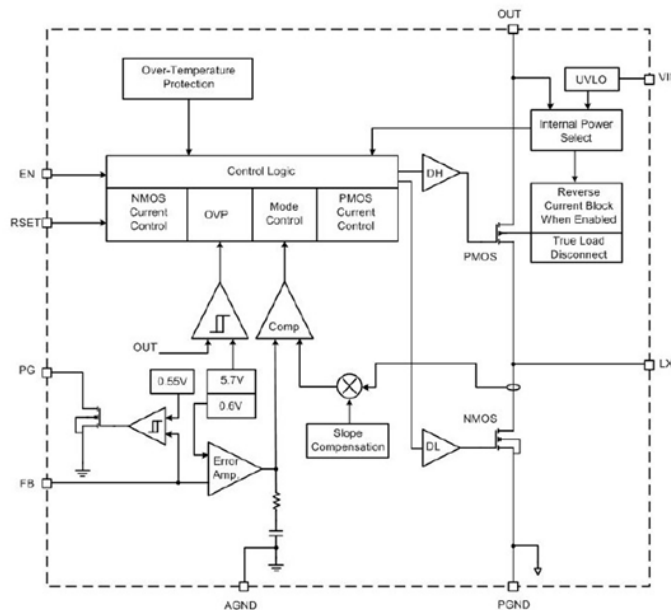 OUT
Over-Temperature
Protection
UVLO
VI
Internal Power
Select
EN
Control Logic
DH
NMOS
Current
Control
OVP
Mode
Control
PMOS
Current
Control
Reverse
Current Block
When Enabled
RSET
True Load
Disconnect
PMOS
Comp
OUT
LX
PG
0.55V
5.7V
0.6V
NMOS
Slope
Compensation
DL
Error
Amp.
FB
AGND
PGND